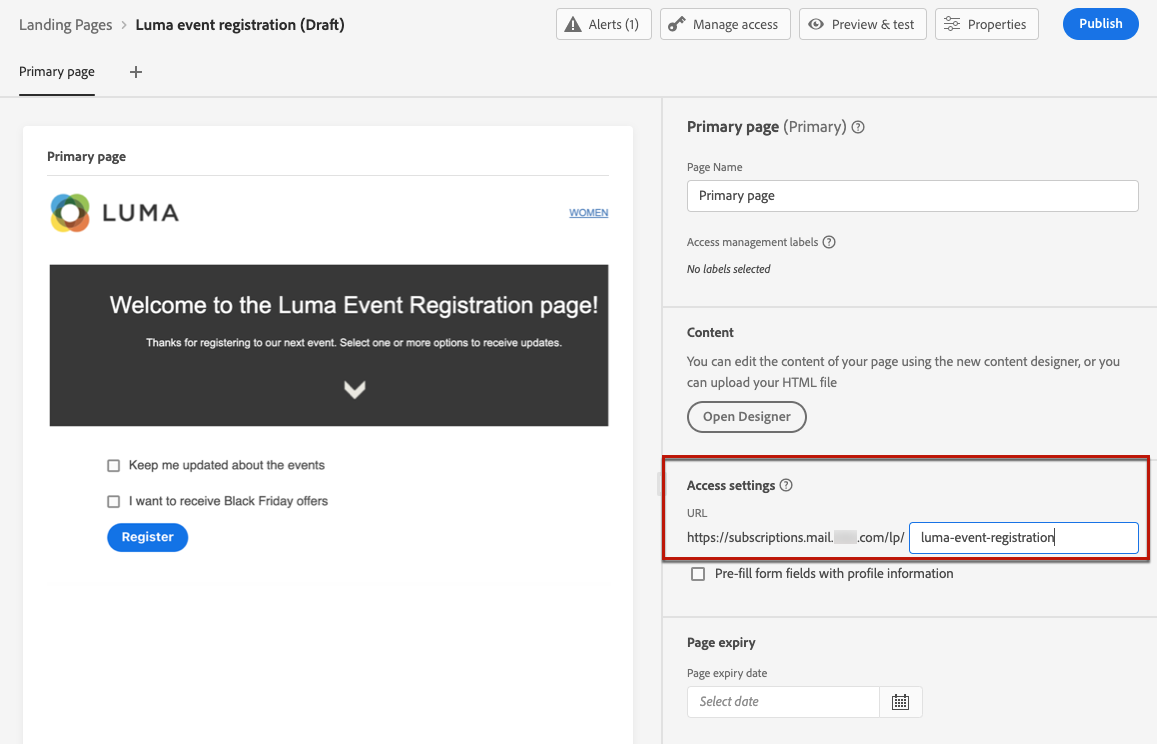 Landing Pages > Luma event registration (Draft)
Alerts (1)
Manage access
Preview & test
Properties
Publish
Primary page
Primary page
LUMA
WOMEN
Welcome to the Luma Event Registration page!
Thanks for registering to our next event. Select one or more options to receive updates.
Keep me updated about the events
I want to receive Black Friday offers
Register
Primary page (Primary)
Page Name
Primary page
Access management labels
No labels selected
Content
You can edit the content of your page using the new content designer, or you
can upload your HTML file
Open Designer
Access settings
URL
https://subscriptions.mail. .com/lp/ luma-event-registration
Pre-fill form fields with profile information
Page expiry
Page expiry date
Select date